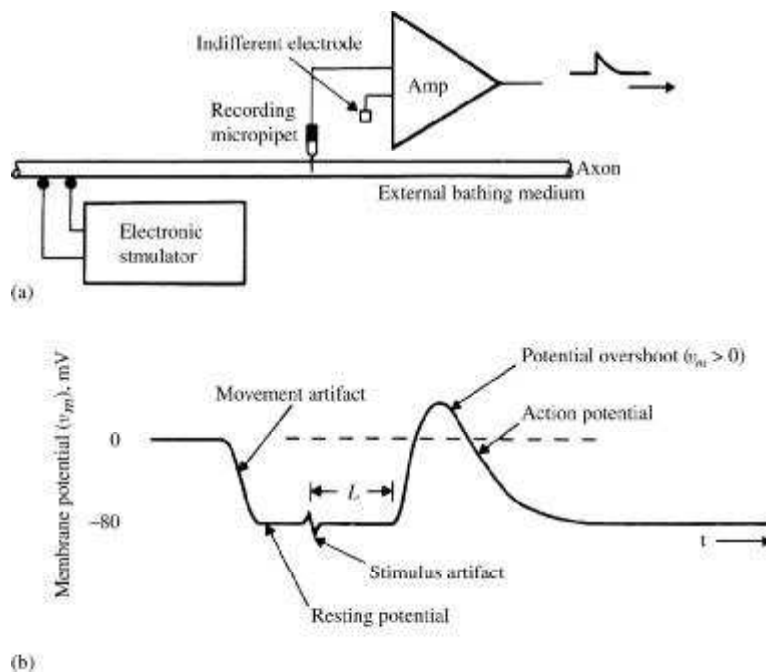 Indifferent electrode
Amp
Recording
micropipet
Axon
External bathing medium
Electronic
stmulator
(a)
Membrane potential (vm), mV
Potential overshoot (vm > 0)
Movement artifact
Action potential
0
L
–80
t
Stimulus artifact
Resting potential
(b)